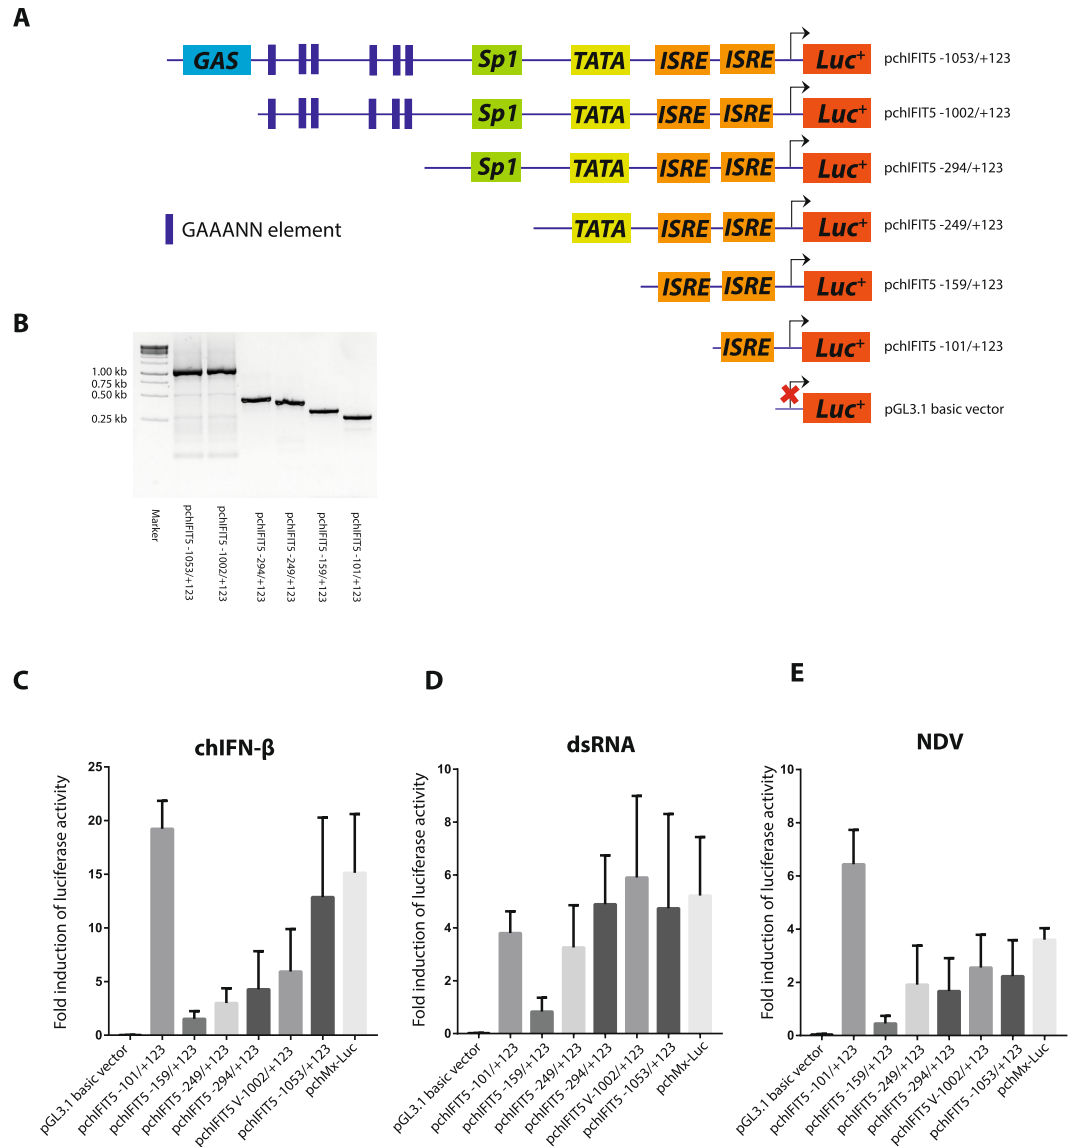 A
GAS Sp1 TATA ISRE ISRE Luc+ pchIFIT5 -1053/+123
Sp1 TATA ISRE ISRE Luc+ pchIFIT5 -1002/+123
Sp1 TATA ISRE ISRE Luc+ pchIFIT5 -294/+123
TATA ISRE ISRE Luc+ pchIFIT5 -249/+123
GAAANN element
ISRE ISRE Luc+ pchIFIT5 -159/+123
ISRE Luc+ pchIFIT5 -101/+123
Luc+ pGL3.1 basic vector
B
1.00 kb
0.75 kb
0.50 kb
0.25 kb
Marker
pchIFIT5 -1053/+123
pchIFIT5 -1002/+123
pchIFIT5 -294/+123
pchIFIT5 -249/+123
pchIFIT5 -159/+123
pchIFIT5 -101/+123
C
chIFN-β
Fold induction of luciferase activity
25
20
15
10
5
0
pGL3.1 basic vector
pchIFIT5 -101/+123
pchIFIT5 -159/+123
pchIFIT5 -249/+123
pchIFIT5 -294/+123
pchIFIT5 V-1002/+123
pchIFIT5 -1053/+123
pchMx-Luc
D
dsRNA
Fold induction of luciferase activity
10
8
6
4
2
0
pGL3.1 basic vector
pchIFIT5 -101/+123
pchIFIT5 -159/+123
pchIFIT5 -249/+123
pchIFIT5 -294/+123
pchIFIT5 V-1002/+123
pchIFIT5 -1053/+123
pchMx-Luc
E
NDV
Fold induction of luciferase activity
10
8
6
4
2
0
pGL3.1 basic vector
pchIFIT5 -101/+123
pchIFIT5 -159/+123
pchIFIT5 -249/+123
pchIFIT5 -294/+123
pchIFIT5 V-1002/+123
pchIFIT5 -1053/+123
pchMx-Luc